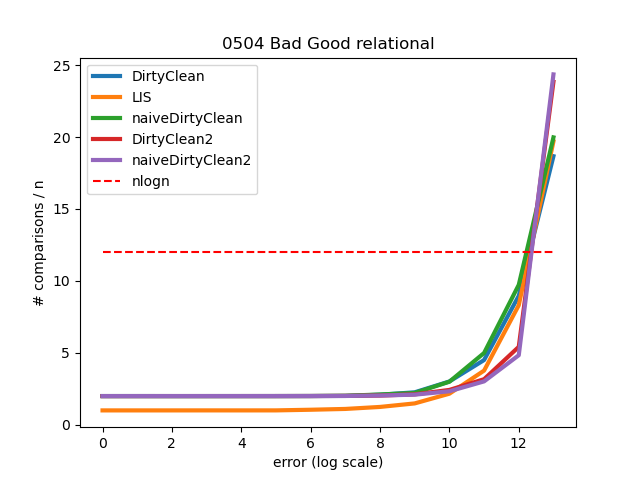 0504 Bad Good relational
DirtyClean
LIS
naiveDirtyClean
DirtyClean2
naiveDirtyClean2
nlogn
# comparisons / n
25
20
15
10
5
0
0 2 4 6 8 10 12
error (log scale)